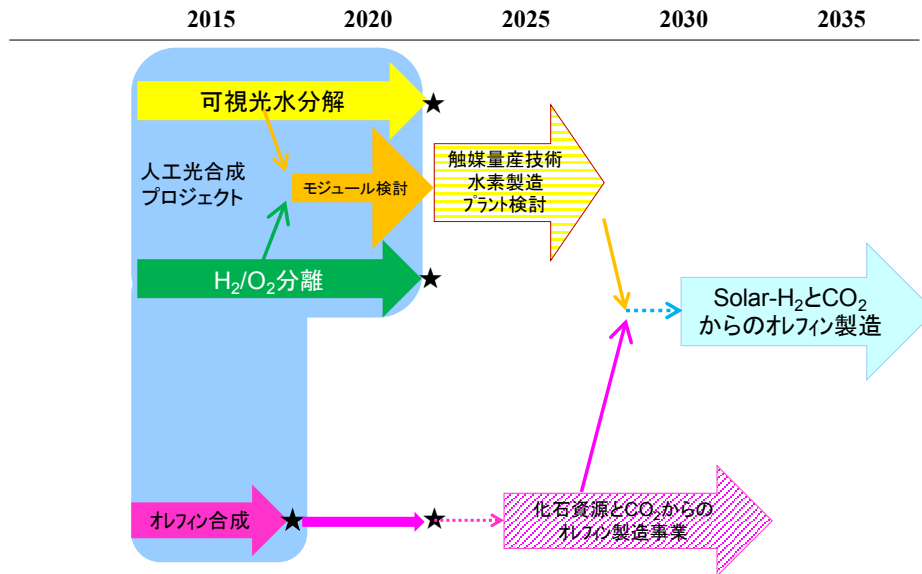 2015 2020 2025 2030 2035
可視光水分解
人工光合成
プロジェクト
モジュール検討
触媒量産技術
水素製造
プラント検討
H₂/O₂分離
Solar-H₂とCO₂
からのオレフィン製造
オレフィン合成
化石資源とCO₂からの
オレフィン製造事業